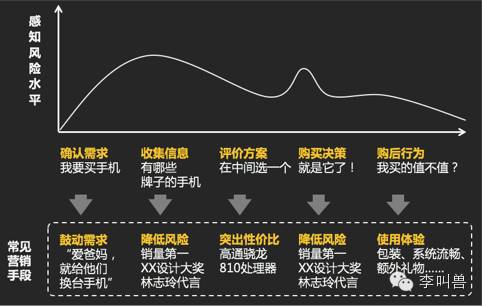 感知风险水平
确认需求 收集信息 评价方案 购买决策 购后行为
我要买手机 有哪些 在中间选一个 就是它了！ 我买的值不值？
牌子的手机
常见营销手段
鼓动需求 降低风险 突出性价比 降低风险 使用体验
“爱爸妈， 销量第一 高通骁龙 销量第一 包装、系统流畅、
就给他们 XX设计大奖 810处理器 XX设计大奖 额外礼物……
换台手机” 林志玲代言 林志玲代言
李叫兽